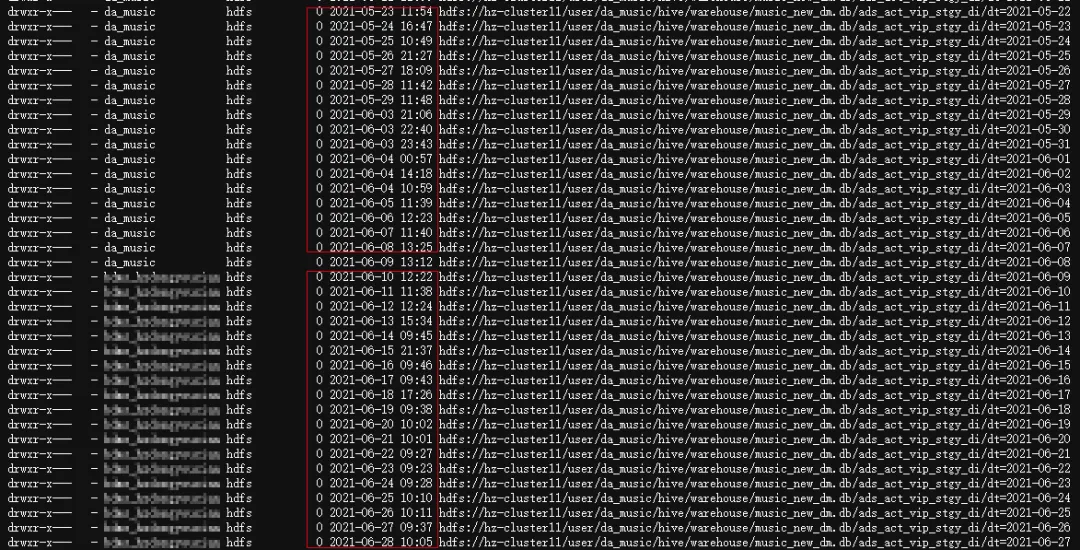 drwxr-x--- - da_music hdfs 0 2021-05-23 11:54 hdfs://hz-cluster11/user/da_music/hive/warehouse/music_new_dm.db/ads_act_vip_stgy_di/dt=2021-05-22
drwxr-x--- - da_music hdfs 0 2021-05-24 16:47 hdfs://hz-cluster11/user/da_music/hive/warehouse/music_new_dm.db/ads_act_vip_stgy_di/dt=2021-05-23
drwxr-x--- - da_music hdfs 0 2021-05-25 10:49 hdfs://hz-cluster11/user/da_music/hive/warehouse/music_new_dm.db/ads_act_vip_stgy_di/dt=2021-05-24
drwxr-x--- - da_music hdfs 0 2021-05-26 21:27 hdfs://hz-cluster11/user/da_music/hive/warehouse/music_new_dm.db/ads_act_vip_stgy_di/dt=2021-05-25
drwxr-x--- - da_music hdfs 0 2021-05-27 18:09 hdfs://hz-cluster11/user/da_music/hive/warehouse/music_new_dm.db/ads_act_vip_stgy_di/dt=2021-05-26
drwxr-x--- - da_music hdfs 0 2021-05-28 11:42 hdfs://hz-cluster11/user/da_music/hive/warehouse/music_new_dm.db/ads_act_vip_stgy_di/dt=2021-05-27
drwxr-x--- - da_music hdfs 0 2021-05-29 11:48 hdfs://hz-cluster11/user/da_music/hive/warehouse/music_new_dm.db/ads_act_vip_stgy_di/dt=2021-05-28
drwxr-x--- - da_music hdfs 0 2021-06-03 21:06 hdfs://hz-cluster11/user/da_music/hive/warehouse/music_new_dm.db/ads_act_vip_stgy_di/dt=2021-05-29
drwxr-x--- - da_music hdfs 0 2021-06-03 22:40 hdfs://hz-cluster11/user/da_music/hive/warehouse/music_new_dm.db/ads_act_vip_stgy_di/dt=2021-05-30
drwxr-x--- - da_music hdfs 0 2021-06-03 23:43 hdfs://hz-cluster11/user/da_music/hive/warehouse/music_new_dm.db/ads_act_vip_stgy_di/dt=2021-05-31
drwxr-x--- - da_music hdfs 0 2021-06-04 00:57 hdfs://hz-cluster11/user/da_music/hive/warehouse/music_new_dm.db/ads_act_vip_stgy_di/dt=2021-06-01
drwxr-x--- - da_music hdfs 0 2021-06-04 14:18 hdfs://hz-cluster11/user/da_music/hive/warehouse/music_new_dm.db/ads_act_vip_stgy_di/dt=2021-06-02
drwxr-x--- - da_music hdfs 0 2021-06-04 10:59 hdfs://hz-cluster11/user/da_music/hive/warehouse/music_new_dm.db/ads_act_vip_stgy_di/dt=2021-06-03
drwxr-x--- - da_music hdfs 0 2021-06-05 11:39 hdfs://hz-cluster11/user/da_music/hive/warehouse/music_new_dm.db/ads_act_vip_stgy_di/dt=2021-06-04
drwxr-x--- - da_music hdfs 0 2021-06-06 12:23 hdfs://hz-cluster11/user/da_music/hive/warehouse/music_new_dm.db/ads_act_vip_stgy_di/dt=2021-06-05
drwxr-x--- - da_music hdfs 0 2021-06-07 11:40 hdfs://hz-cluster11/user/da_music/hive/warehouse/music_new_dm.db/ads_act_vip_stgy_di/dt=2021-06-06
drwxr-x--- - da_music hdfs 0 2021-06-08 13:25 hdfs://hz-cluster11/user/da_music/hive/warehouse/music_new_dm.db/ads_act_vip_stgy_di/dt=2021-06-07
drwxr-x--- - da_music hdfs 0 2021-06-09 13:12 hdfs://hz-cluster11/user/da_music/hive/warehouse/music_new_dm.db/ads_act_vip_stgy_di/dt=2021-06-08
drwxr-x--- - hdfs 0 2021-06-10 12:22 hdfs://hz-cluster11/user/da_music/hive/warehouse/music_new_dm.db/ads_act_vip_stgy_di/dt=2021-06-09
drwxr-x--- - hdfs 0 2021-06-11 11:38 hdfs://hz-cluster11/user/da_music/hive/warehouse/music_new_dm.db/ads_act_vip_stgy_di/dt=2021-06-10
drwxr-x--- - hdfs 0 2021-06-12 12:24 hdfs://hz-cluster11/user/da_music/hive/warehouse/music_new_dm.db/ads_act_vip_stgy_di/dt=2021-06-11
drwxr-x--- - hdfs 0 2021-06-13 15:34 hdfs://hz-cluster11/user/da_music/hive/warehouse/music_new_dm.db/ads_act_vip_stgy_di/dt=2021-06-12
drwxr-x--- - hdfs 0 2021-06-14 09:45 hdfs://hz-cluster11/user/da_music/hive/warehouse/music_new_dm.db/ads_act_vip_stgy_di/dt=2021-06-13
drwxr-x--- - hdfs 0 2021-06-15 21:37 hdfs://hz-cluster11/user/da_music/hive/warehouse/music_new_dm.db/ads_act_vip_stgy_di/dt=2021-06-14
drwxr-x--- - hdfs 0 2021-06-16 09:46 hdfs://hz-cluster11/user/da_music/hive/warehouse/music_new_dm.db/ads_act_vip_stgy_di/dt=2021-06-15
drwxr-x--- - hdfs 0 2021-06-17 09:43 hdfs://hz-cluster11/user/da_music/hive/warehouse/music_new_dm.db/ads_act_vip_stgy_di/dt=2021-06-16
drwxr-x--- - hdfs 0 2021-06-18 17:26 hdfs://hz-cluster11/user/da_music/hive/warehouse/music_new_dm.db/ads_act_vip_stgy_di/dt=2021-06-17
drwxr-x--- - hdfs 0 2021-06-19 09:38 hdfs://hz-cluster11/user/da_music/hive/warehouse/music_new_dm.db/ads_act_vip_stgy_di/dt=2021-06-18
drwxr-x--- - hdfs 0 2021-06-20 10:02 hdfs://hz-cluster11/user/da_music/hive/warehouse/music_new_dm.db/ads_act_vip_stgy_di/dt=2021-06-19
drwxr-x--- - hdfs 0 2021-06-21 10:01 hdfs://hz-cluster11/user/da_music/hive/warehouse/music_new_dm.db/ads_act_vip_stgy_di/dt=2021-06-20
drwxr-x--- - hdfs 0 2021-06-22 09:27 hdfs://hz-cluster11/user/da_music/hive/warehouse/music_new_dm.db/ads_act_vip_stgy_di/dt=2021-06-21
drwxr-x--- - hdfs 0 2021-06-23 09:23 hdfs://hz-cluster11/user/da_music/hive/warehouse/music_new_dm.db/ads_act_vip_stgy_di/dt=2021-06-22
drwxr-x--- - hdfs 0 2021-06-24 09:28 hdfs://hz-cluster11/user/da_music/hive/warehouse/music_new_dm.db/ads_act_vip_stgy_di/dt=2021-06-23
drwxr-x--- - hdfs 0 2021-06-25 10:10 hdfs://hz-cluster11/user/da_music/hive/warehouse/music_new_dm.db/ads_act_vip_stgy_di/dt=2021-06-24
drwxr-x--- - hdfs 0 2021-06-26 10:11 hdfs://hz-cluster11/user/da_music/hive/warehouse/music_new_dm.db/ads_act_vip_stgy_di/dt=2021-06-25
drwxr-x--- - hdfs 0 2021-06-27 09:37 hdfs://hz-cluster11/user/da_music/hive/warehouse/music_new_dm.db/ads_act_vip_stgy_di/dt=2021-06-26
drwxr-x--- - hdfs 0 2021-06-28 10:05 hdfs://hz-cluster11/user/da_music/hive/warehouse/music_new_dm.db/ads_act_vip_stgy_di/dt=2021-06-27